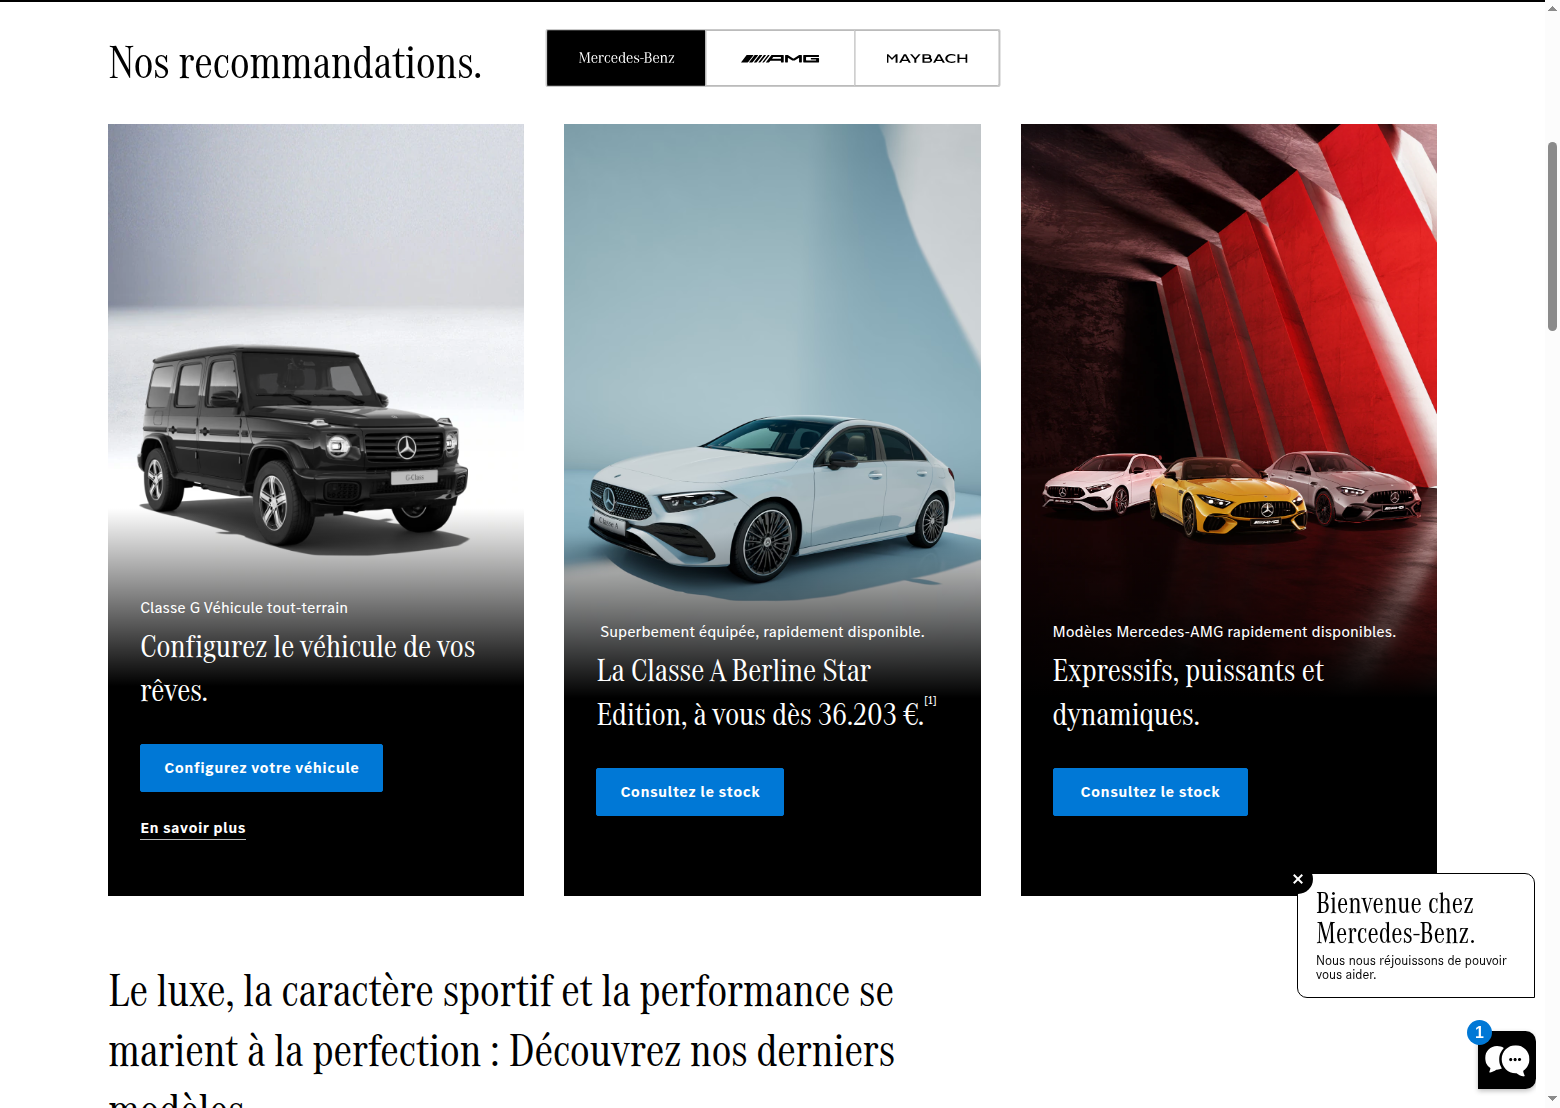 Nos recommandations.
Mercedes-Benz
AMG
MAYBACH
G-Class
Classe G Véhicule tout-terrain
Configurez le véhicule de vos
rêves.
Configurez votre véhicule
En savoir plus
Classe A
Superbement équipée, rapidement disponible.
La Classe A Berline Star
Edition, à vous dès 36.203 €.[1]
Consultez le stock
AMG
Modèles Mercedes-AMG rapidement disponibles.
Expressifs, puissants et
dynamiques.
Consultez le stock
Bienvenue chez
Mercedes-Benz.
Nous nous réjouissons de pouvoir
vous aider.
1
Le luxe, la caractère sportif et la performance se
marient à la perfection : Découvrez nos derniers
modèles